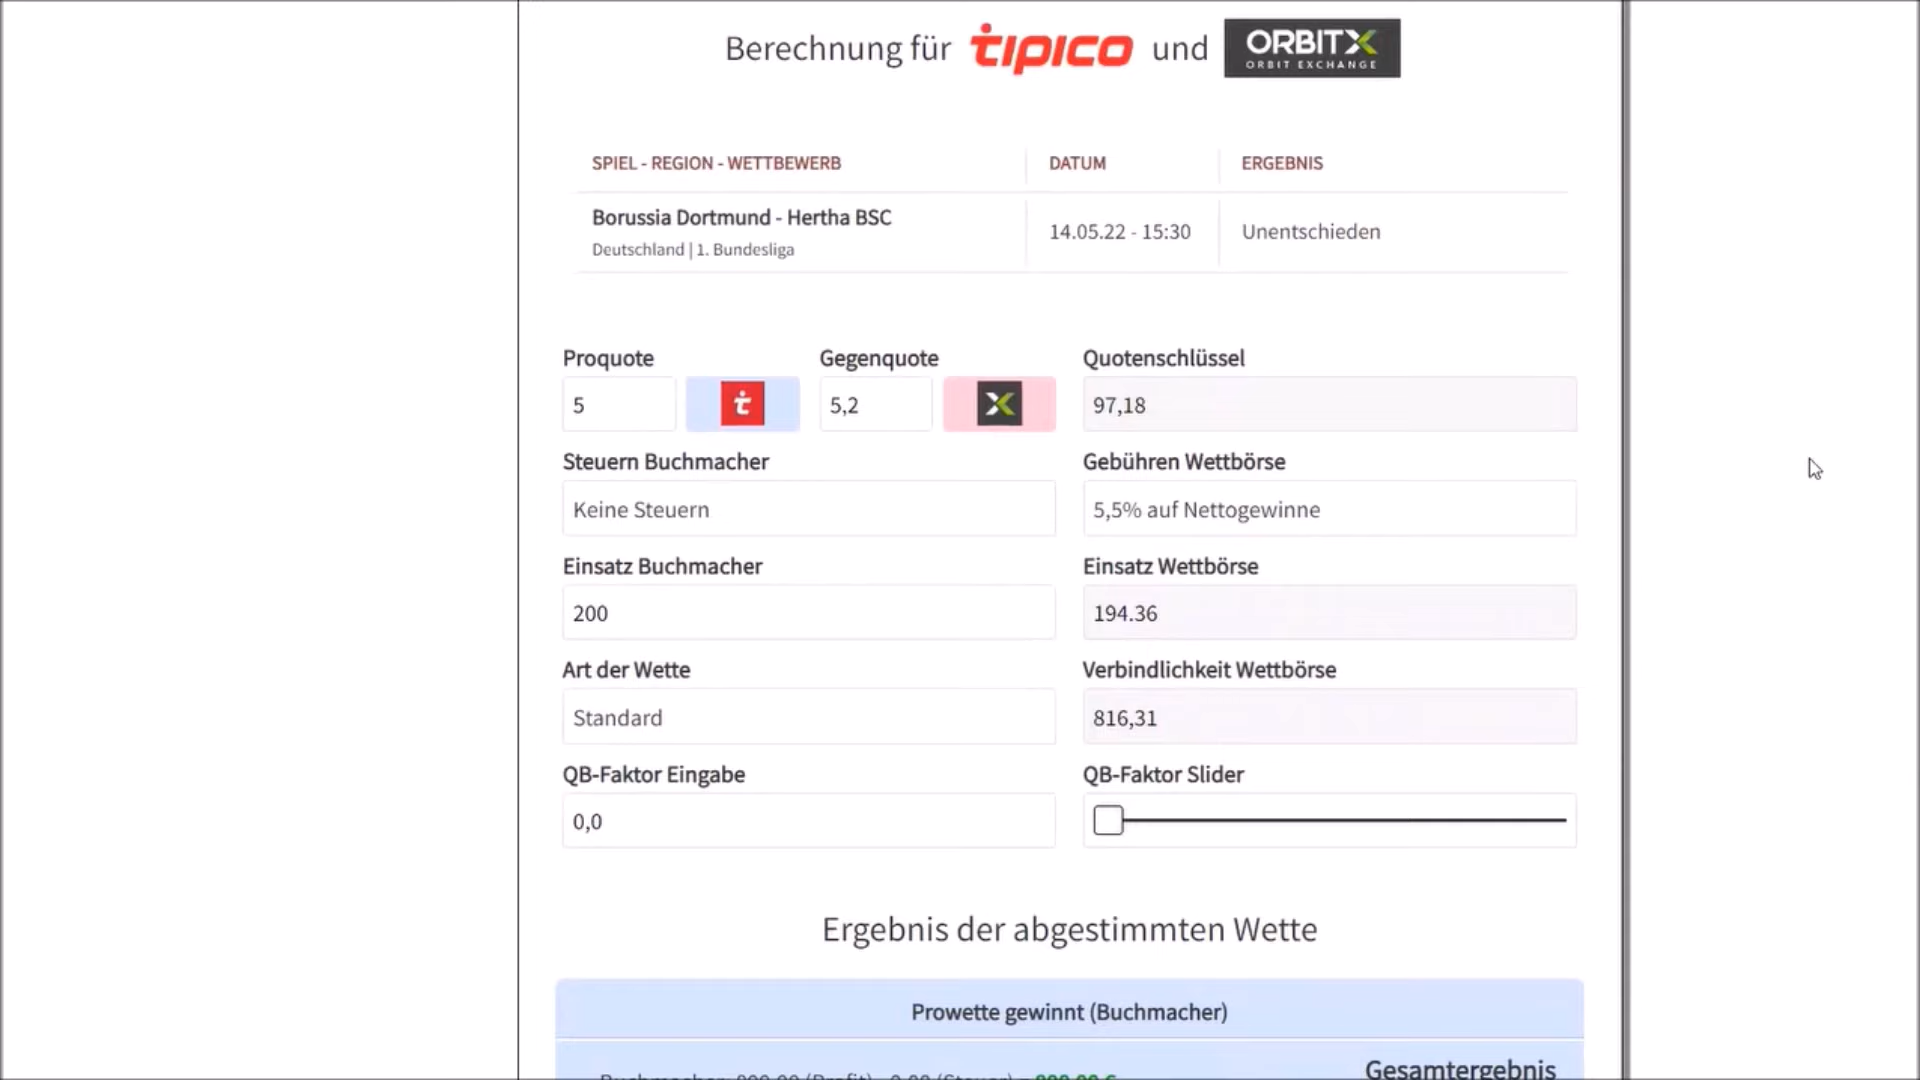 Berechnung für tipico und ORBITX
ORBIT EXCHANGE
SPIEL - REGION - WETTBEWERB DATUM ERGEBNIS
Borussia Dortmund - Hertha BSC
Deutschland | 1. Bundesliga
14.05.22 - 15:30 Unentschieden
Proquote Gegenquote Quotenschlüssel
5 t 5,2 X 97,18
Steuern Buchmacher Gebühren Wettbörse
Keine Steuern 5,5% auf Nettogewinne
Einsatz Buchmacher Einsatz Wettbörse
200 194.36
Art der Wette Verbindlichkeit Wettbörse
Standard 816,31
QB-Faktor Eingabe QB-Faktor Slider
0,0
Ergebnis der abgestimmten Wette
Prowette gewinnt (Buchmacher)
Gesamtergebnis